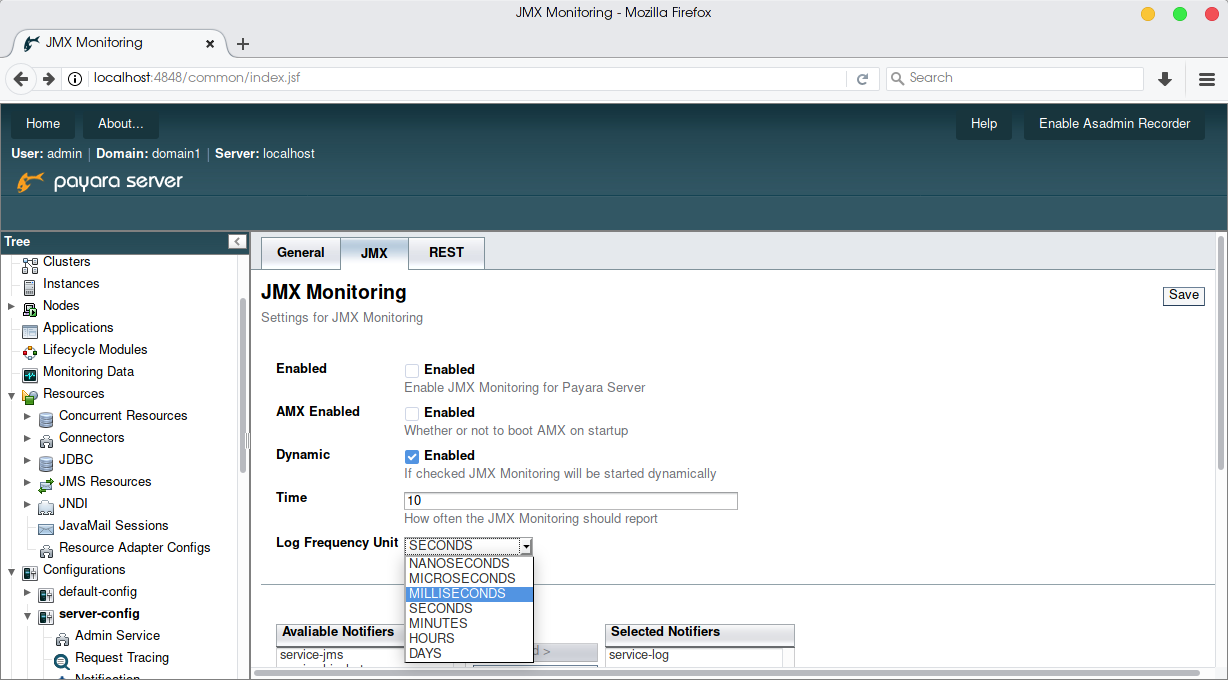 JMX Monitoring - Mozilla Firefox
JMX Monitoring
localhost:4848/common/index.jsf
Search
Home
About...
Help
Enable Asadmin Recorder
User: admin | Domain: domain1 | Server: localhost
payara server
Tree
Clusters
Instances
Nodes
Applications
Lifecycle Modules
Monitoring Data
Resources
Concurrent Resources
Connectors
JDBC
JMS Resources
JNDI
JavaMail Sessions
Resource Adapter Configs
Configurations
default-config
server-config
Admin Service
Request Tracing
Notification
General
JMX
REST
JMX Monitoring
Save
Settings for JMX Monitoring
Enabled
Enabled
Enable JMX Monitoring for Payara Server
AMX Enabled
Enabled
Whether or not to boot AMX on startup
Dynamic
Enabled
If checked JMX Monitoring will be started dynamically
Time
10
How often the JMX Monitoring should report
Log Frequency Unit
SECONDS
NANOSECONDS
MICROSECONDS
MILLISECONDS
SECONDS
MINUTES
HOURS
DAYS
Avaliable Notifiers
service-jms
>
Selected Notifiers
service-log